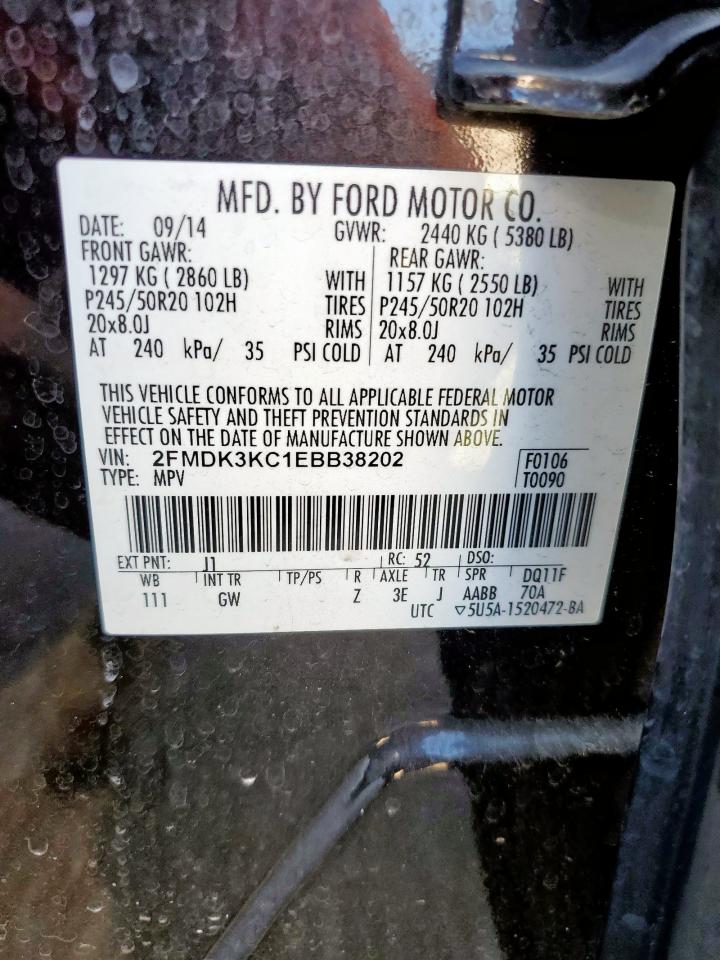 MFD. BY FORD MOTOR CO.
DATE: 09/14 GVWR: 2440 KG ( 5380 LB)
FRONT GAWR: REAR GAWR:
1297 KG ( 2860 LB) WITH 1157 KG ( 2550 LB) WITH
P245/50R20 102H TIRES P245/50R20 102H TIRES
20x8.0J RIMS 20x8.0J RIMS
AT 240 kPa/ 35 PSI COLD AT 240 kPa/ 35 PSI COLD
THIS VEHICLE CONFORMS TO ALL APPLICABLE FEDERAL MOTOR
VEHICLE SAFETY AND THEFT PREVENTION STANDARDS IN
EFFECT ON THE DATE OF MANUFACTURE SHOWN ABOVE.
VIN: 2FMDK3KC1EBB38202 F0106
TYPE: MPV T0090
EXT PNT: J1 RC: 52 DSO:
WB INT TR TP/PS R AXLE TR SPR DQ11F
111 GW Z 3E J AABB 70A
UTC ▽5U5A-1520472-BA